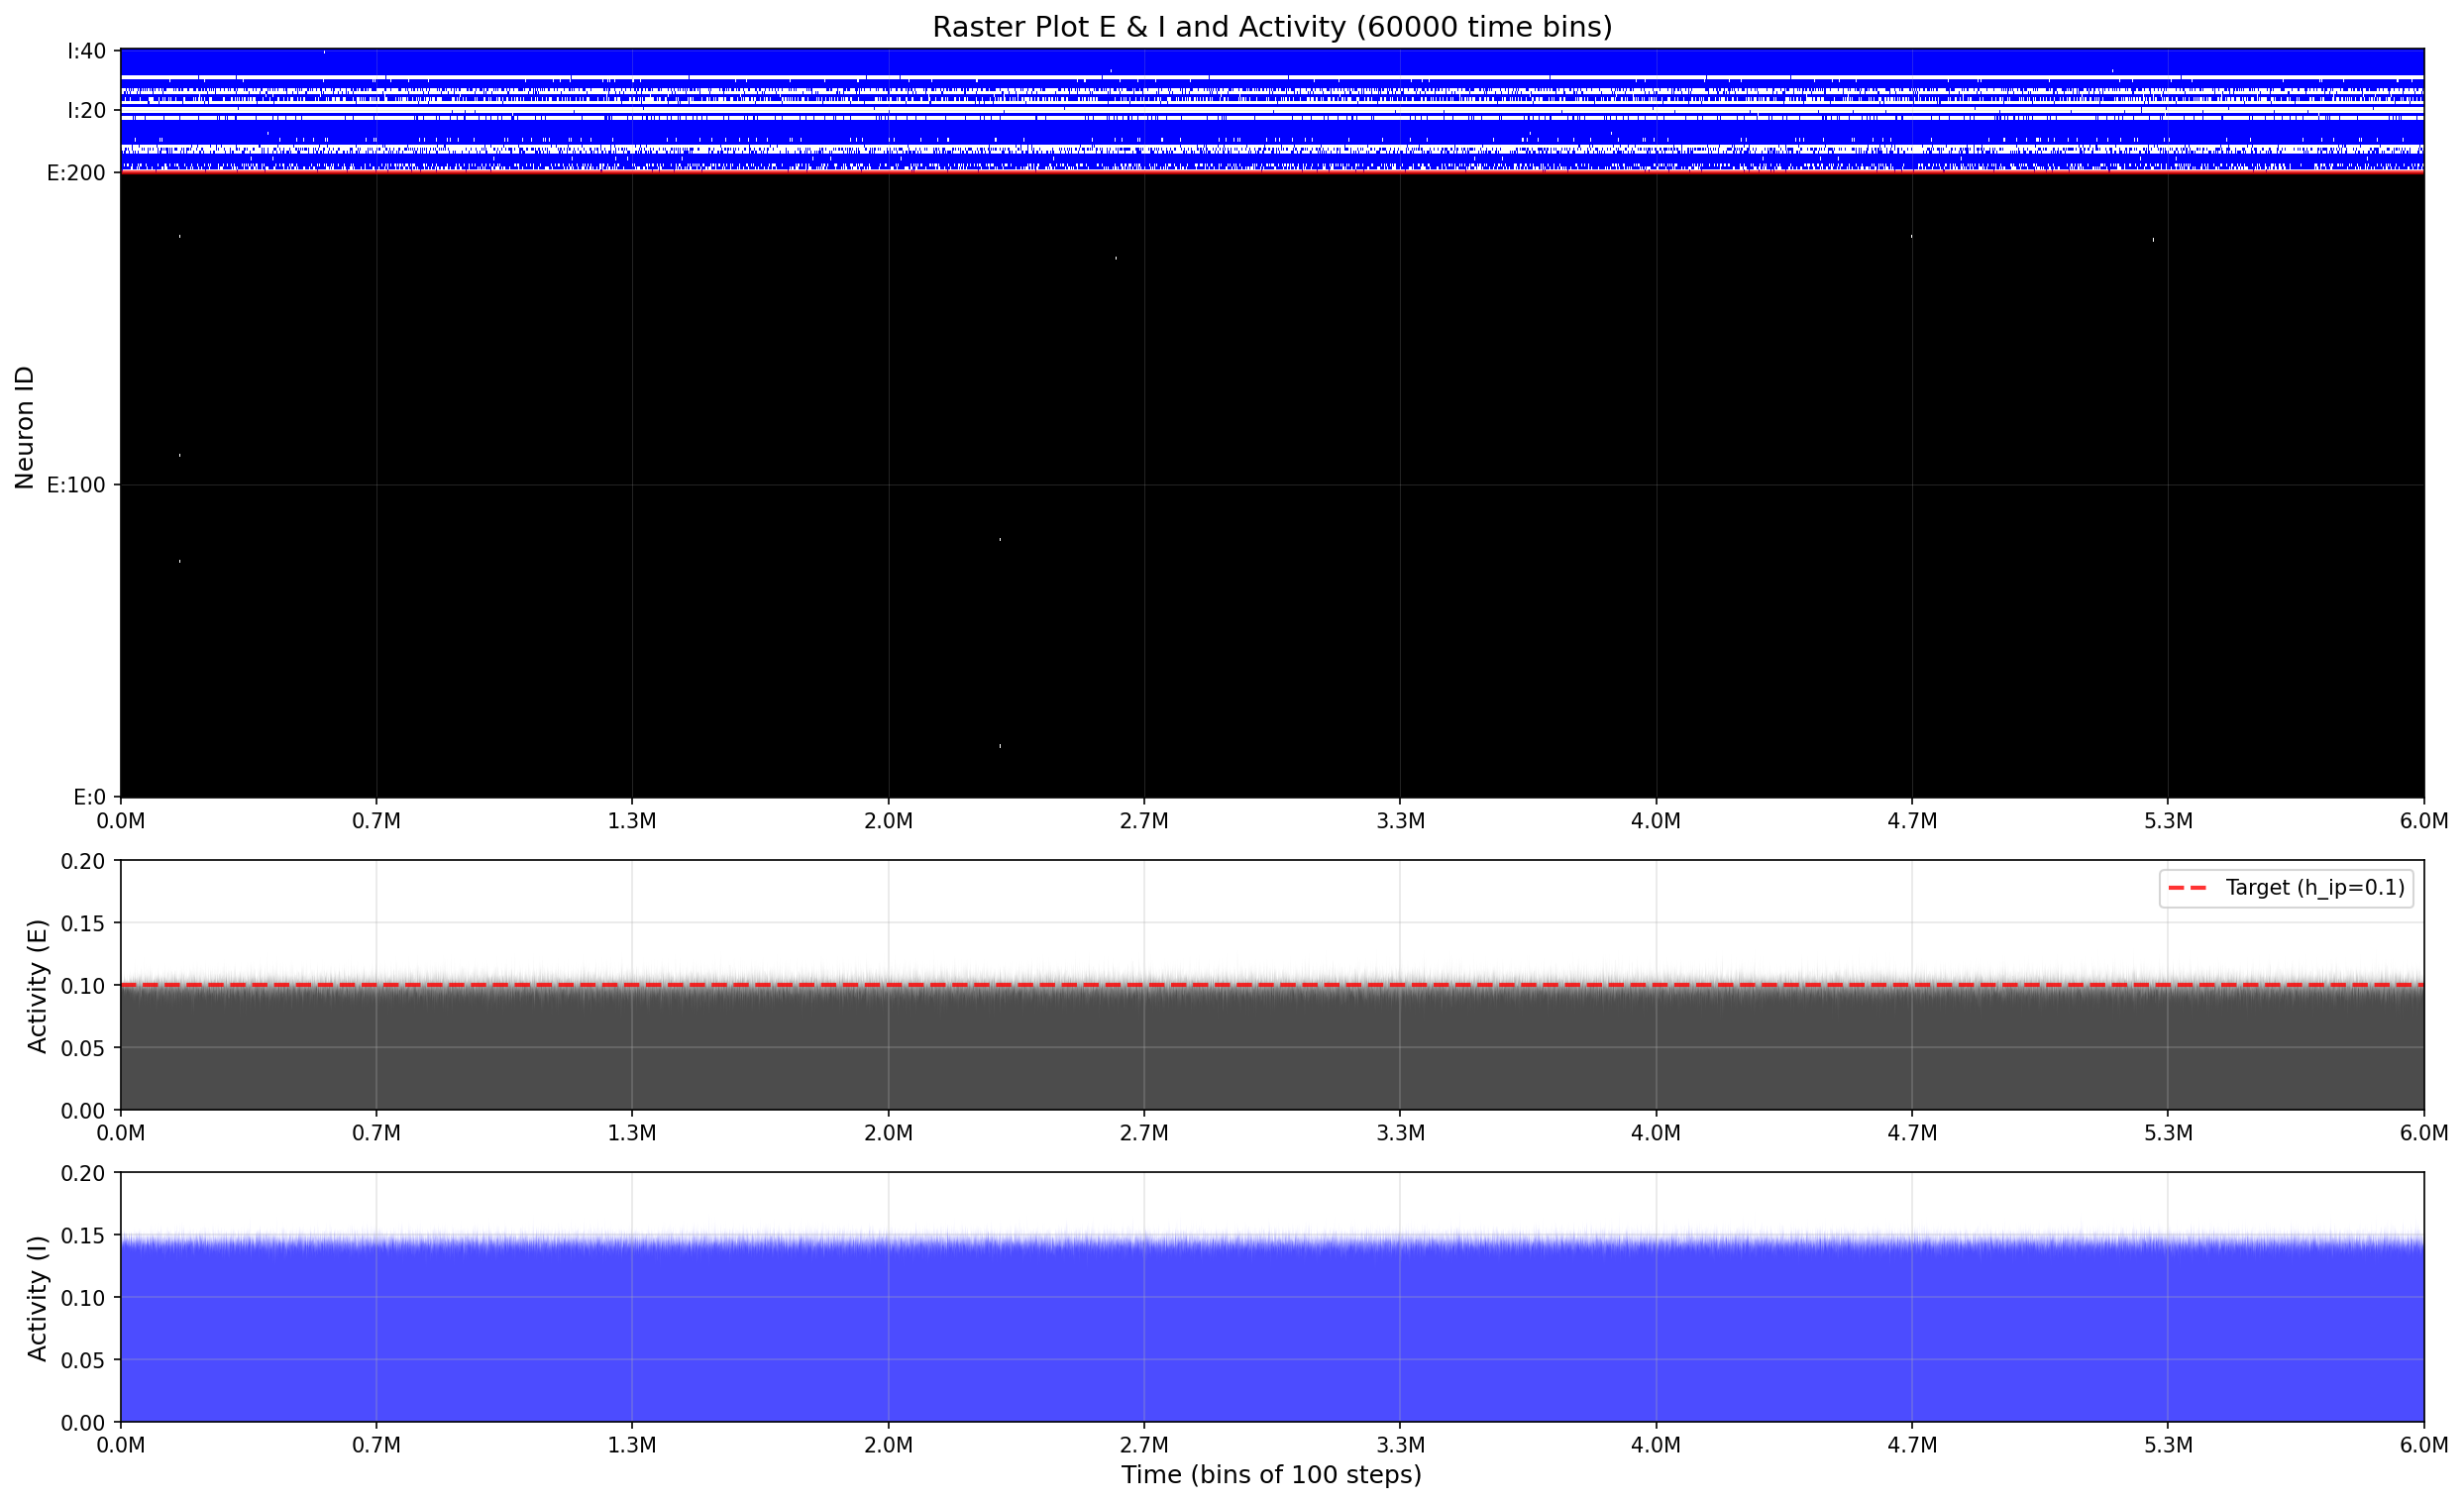 Raster Plot E & I and Activity (60000 time bins)
I:40
I:20
E:200
E:100
E:0
Neuron ID
0.0M 0.7M 1.3M 2.0M 2.7M 3.3M 4.0M 4.7M 5.3M 6.0M
0.20
0.15
0.10
0.05
0.00
Activity (E)
Target (h_ip=0.1)
0.0M 0.7M 1.3M 2.0M 2.7M 3.3M 4.0M 4.7M 5.3M 6.0M
0.20
0.15
0.10
0.05
0.00
Activity (I)
0.0M 0.7M 1.3M 2.0M 2.7M 3.3M 4.0M 4.7M 5.3M 6.0M
Time (bins of 100 steps)